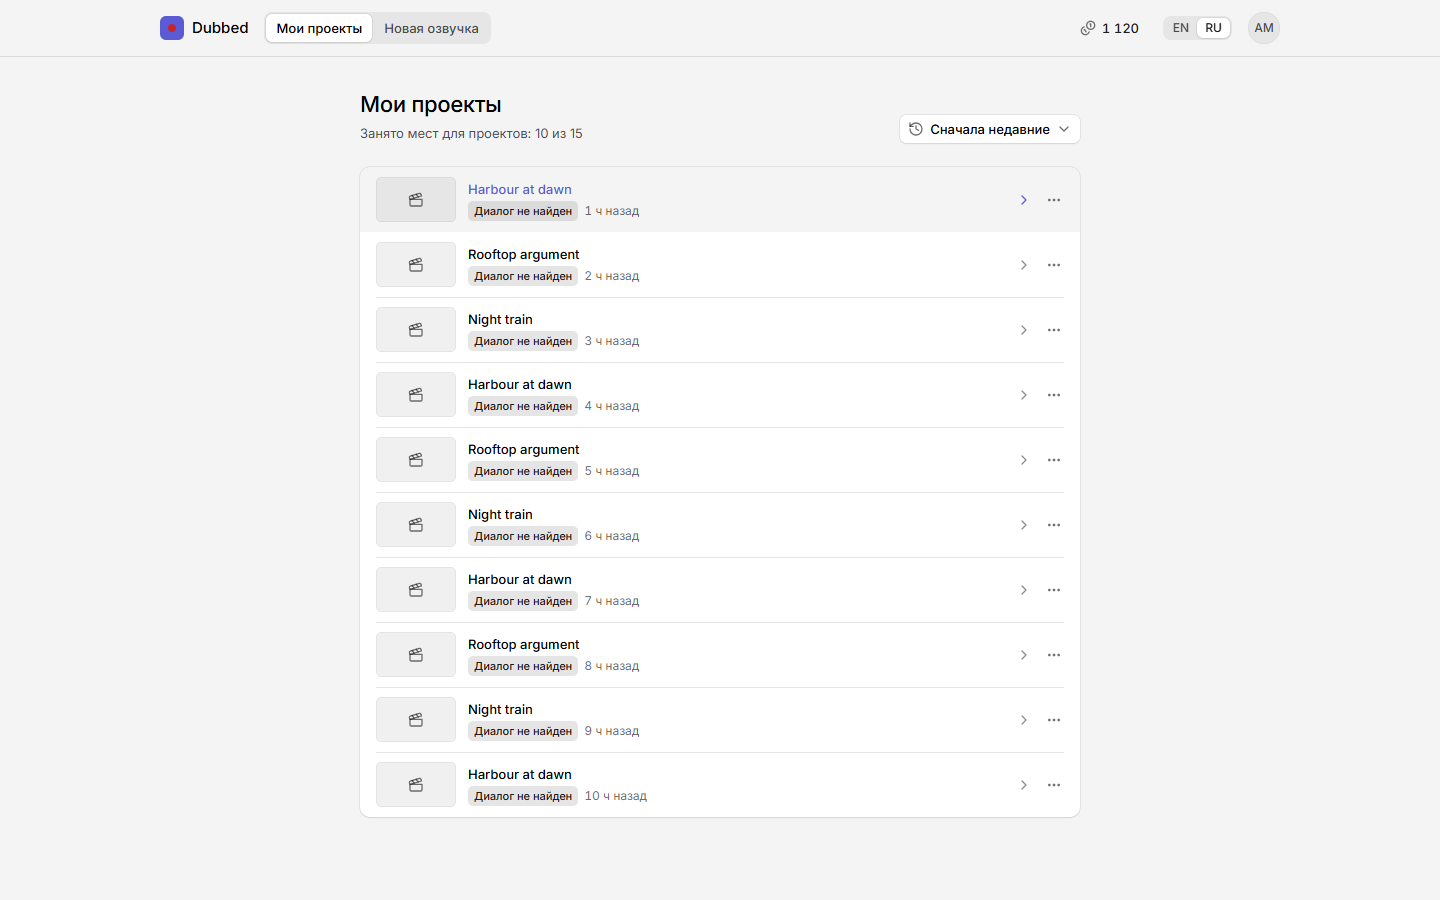 Dubbed
Мои проекты
Новая озвучка
1 120
EN
RU
AM
Мои проекты
Занято мест для проектов: 10 из 15
Сначала недавние
Harbour at dawn
Диалог не найден 1 ч назад
Rooftop argument
Диалог не найден 2 ч назад
Night train
Диалог не найден 3 ч назад
Harbour at dawn
Диалог не найден 4 ч назад
Rooftop argument
Диалог не найден 5 ч назад
Night train
Диалог не найден 6 ч назад
Harbour at dawn
Диалог не найден 7 ч назад
Rooftop argument
Диалог не найден 8 ч назад
Night train
Диалог не найден 9 ч назад
Harbour at dawn
Диалог не найден 10 ч назад